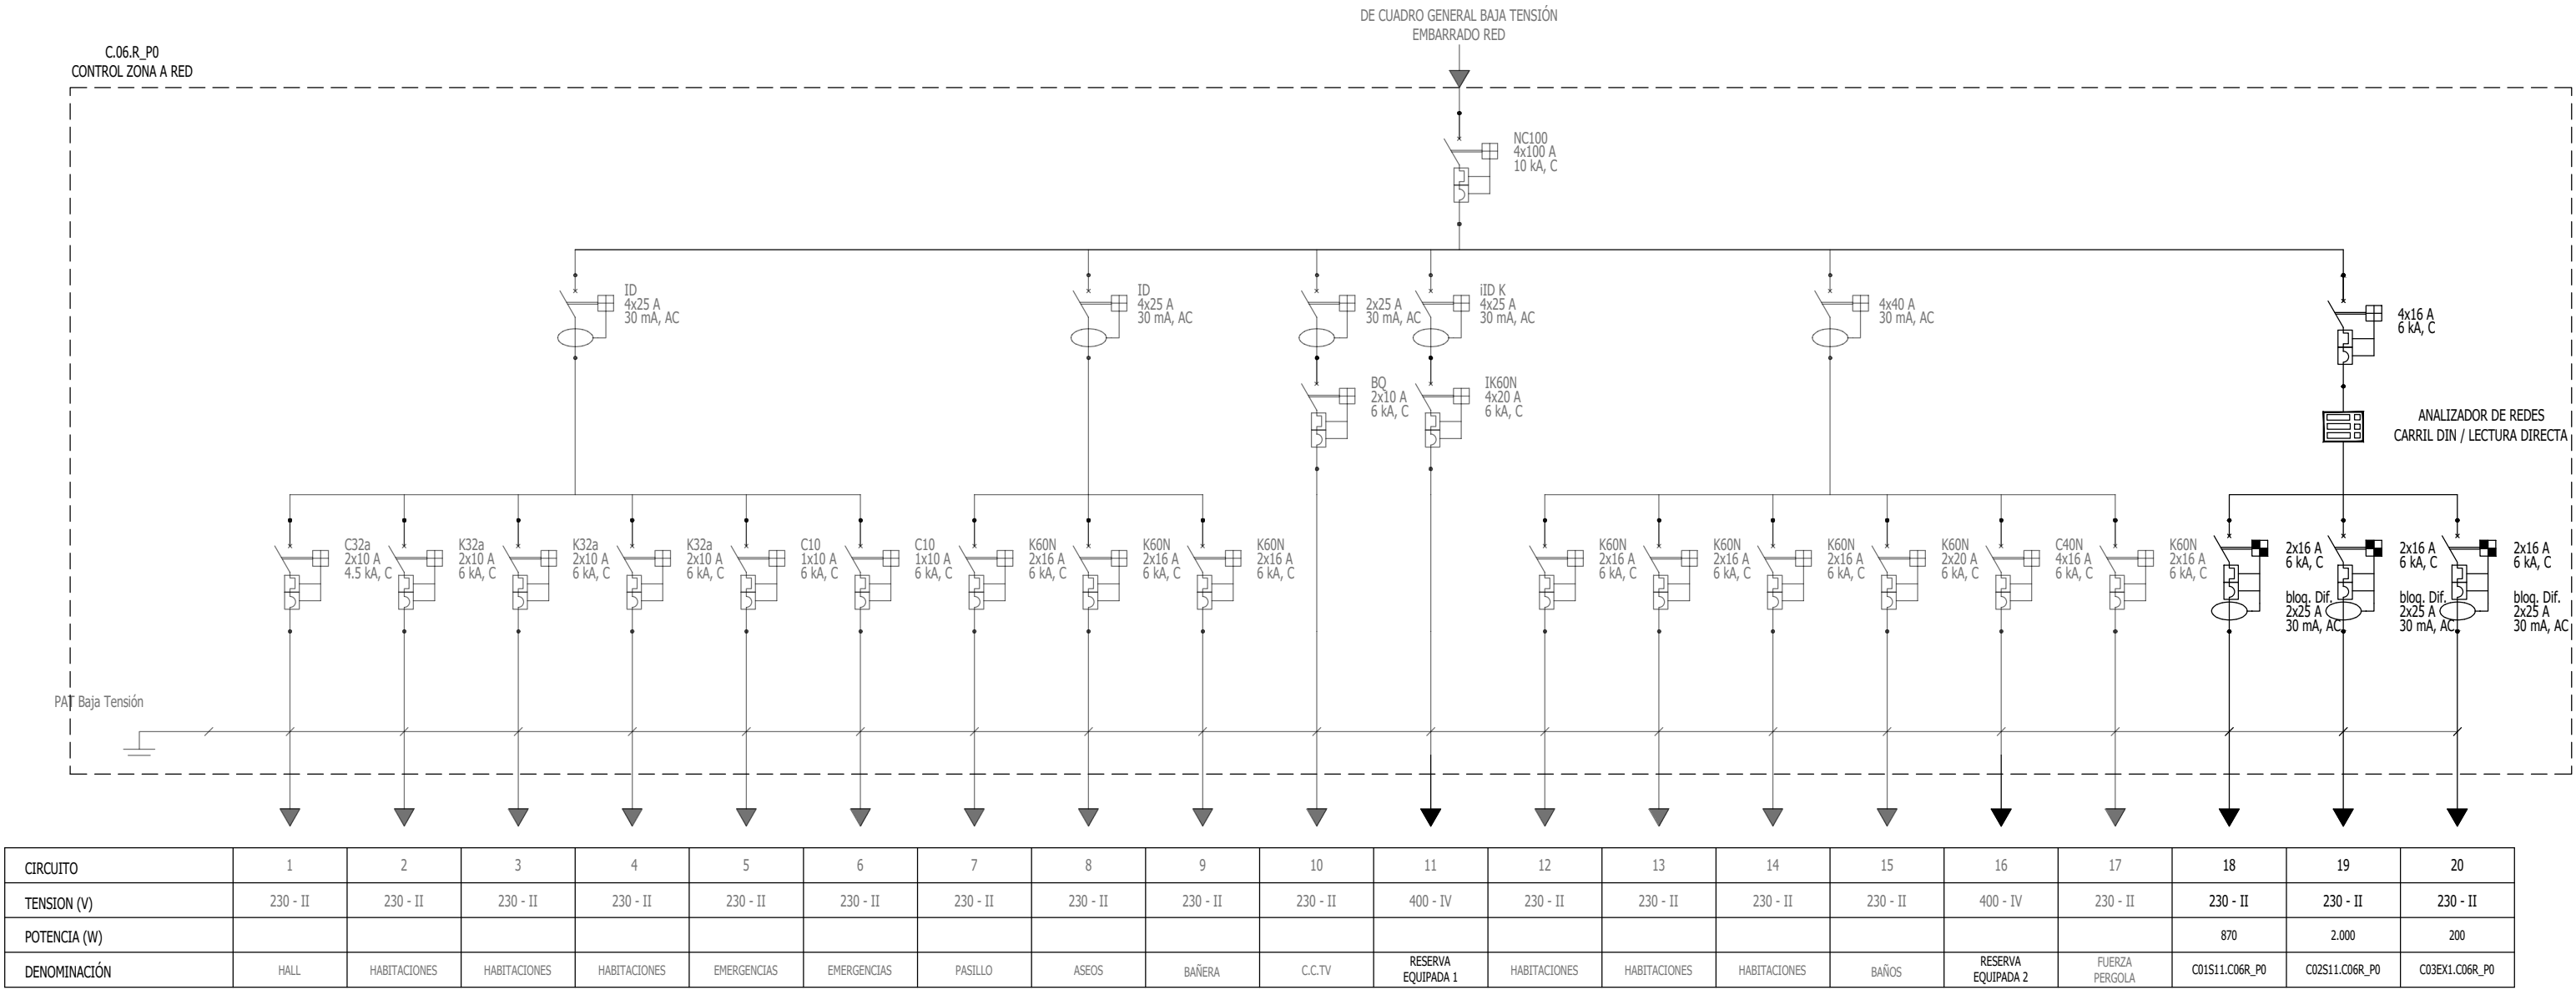 DE CUADRO GENERAL BAJA TENSIÓN
EMBARRADO RED
C.06.R_P0
CONTROL ZONA A RED
NC100
4x100 A
10 kA, C
ID
4x25 A
30 mA, AC
ID
4x25 A
30 mA, AC
2x25 A
30 mA, AC
iID K
4x25 A
30 mA, AC
4x40 A
30 mA, AC
4x16 A
6 kA, C
BQ
2x10 A
6 kA, C
IK60N
4x20 A
6 kA, C
ANALIZADOR DE REDES
CARRIL DIN / LECTURA DIRECTA
C32a
2x10 A
4.5 kA, C
K32a
2x10 A
6 kA, C
K32a
2x10 A
6 kA, C
K32a
2x10 A
6 kA, C
C10
1x10 A
6 kA, C
C10
1x10 A
6 kA, C
K60N
2x16 A
6 kA, C
K60N
2x16 A
6 kA, C
K60N
2x16 A
6 kA, C
K60N
2x16 A
6 kA, C
K60N
2x16 A
6 kA, C
K60N
2x16 A
6 kA, C
K60N
2x20 A
6 kA, C
C40N
4x16 A
6 kA, C
K60N
2x16 A
6 kA, C
2x16 A
6 kA, C
bloq. Dif.
2x25 A
30 mA, AC
2x16 A
6 kA, C
bloq. Dif.
2x25 A
30 mA, AC
2x16 A
6 kA, C
bloq. Dif.
2x25 A
30 mA, AC
PAT Baja Tensión
CIRCUITO 1 2 3 4 5 6 7 8 9 10 11 12 13 14 15 16 17 18 19 20
TENSION (V) 230 - II 230 - II 230 - II 230 - II 230 - II 230 - II 230 - II 230 - II 230 - II 230 - II 400 - IV 230 - II 230 - II 230 - II 230 - II 400 - IV 230 - II 230 - II 230 - II 230 - II
POTENCIA (W) 870 2.000 200
DENOMINACIÓN HALL HABITACIONES HABITACIONES HABITACIONES EMERGENCIAS EMERGENCIAS PASILLO ASEOS BAÑERA C.C.TV RESERVA EQUIPADA 1 HABITACIONES HABITACIONES HABITACIONES BAÑOS RESERVA EQUIPADA 2 FUERZA PERGOLA C01S11.C06R_P0 C02S11.C06R_P0 C03EX1.C06R_P0